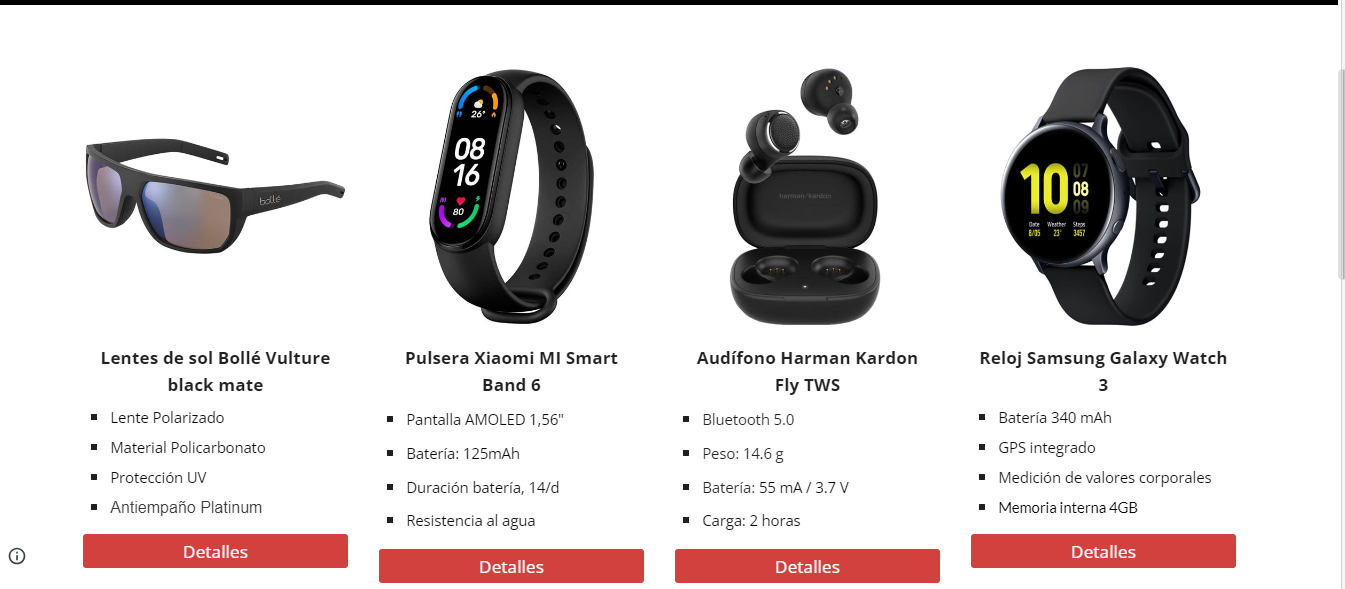 bollé
26°
08
16
80
harman/kardon
10
07
08
09
Date Weather Steps
8/05 23° 3457
Lentes de sol Bollé Vulture
black mate
Lente Polarizado
Material Policarbonato
Protección UV
Antiempaño Platinum
Detalles
Pulsera Xiaomi MI Smart
Band 6
Pantalla AMOLED 1,56"
Batería: 125mAh
Duración batería, 14/d
Resistencia al agua
Detalles
Audífono Harman Kardon
Fly TWS
Bluetooth 5.0
Peso: 14.6 g
Batería: 55 mA / 3.7 V
Carga: 2 horas
Detalles
Reloj Samsung Galaxy Watch
3
Batería 340 mAh
GPS integrado
Medición de valores corporales
Memoria interna 4GB
Detalles